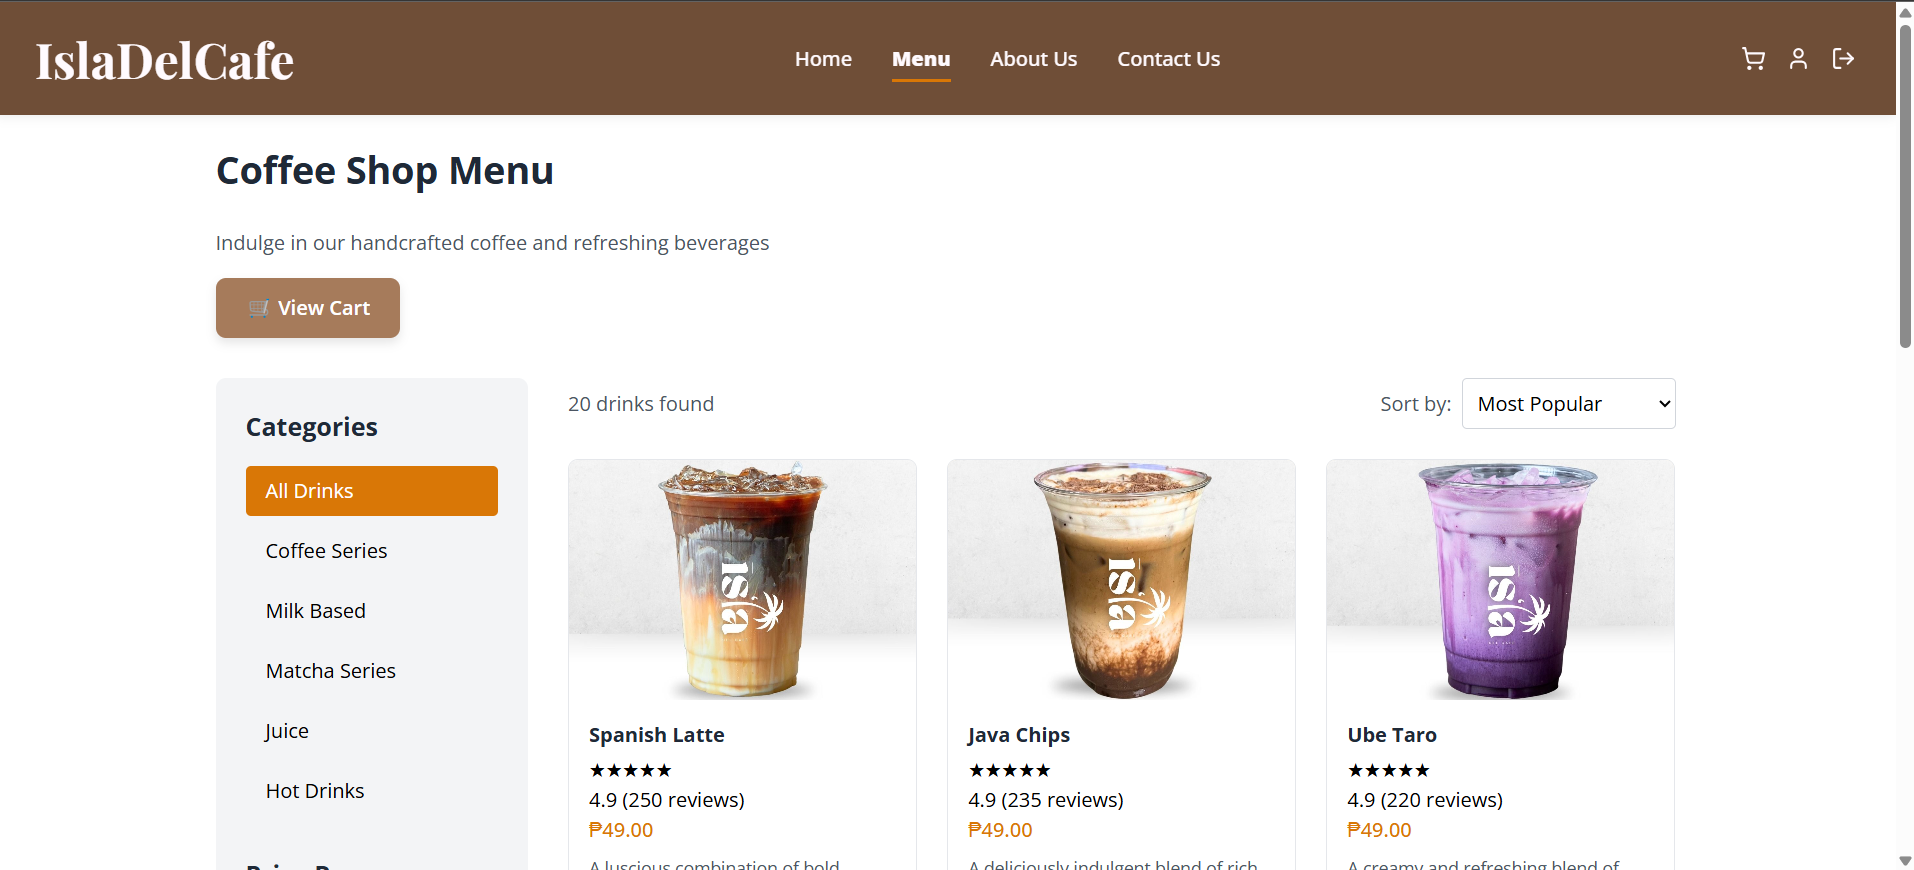 IslaDelCafe
Home
Menu
About Us
Contact Us
Coffee Shop Menu
Indulge in our handcrafted coffee and refreshing beverages
🛒 View Cart
Categories
All Drinks
Coffee Series
Milk Based
Matcha Series
Juice
Hot Drinks
20 drinks found
Sort by:
Most Popular
Isla
Spanish Latte
★★★★★
4.9 (250 reviews)
₱49.00
A luscious combination of bold
Isla
Java Chips
★★★★★
4.9 (235 reviews)
₱49.00
A deliciously indulgent blend of rich
Isla
Ube Taro
★★★★★
4.9 (220 reviews)
₱49.00
A creamy and refreshing blend of